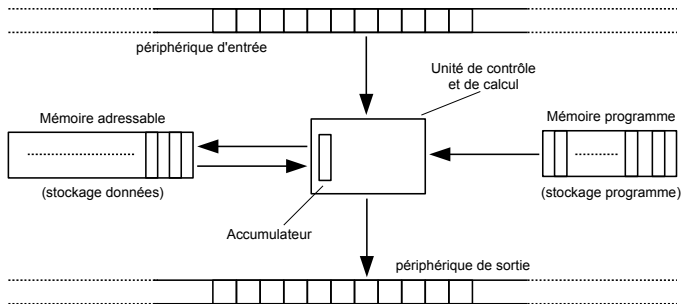 périphérique d'entrée
Unité de contrôle
et de calcul
Mémoire adressable
Mémoire programme
(stockage données)
(stockage programme)
Accumulateur
périphérique de sortie